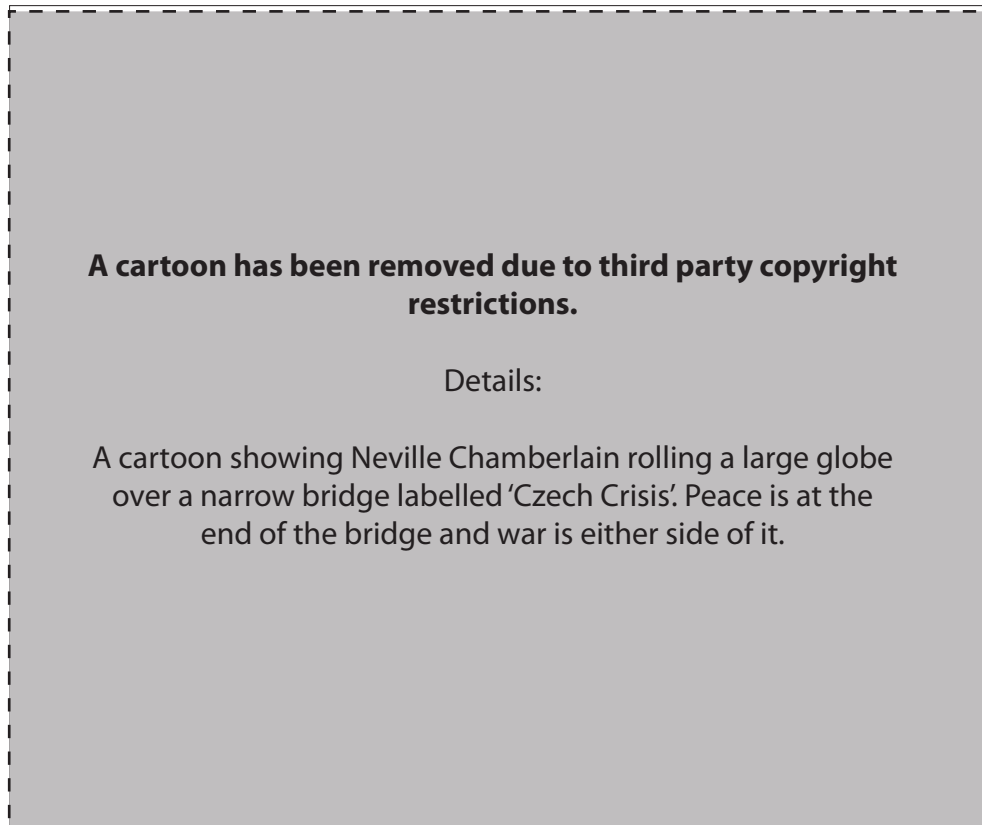 A cartoon has been removed due to third party copyright
restrictions.
Details:
A cartoon showing Neville Chamberlain rolling a large globe
over a narrow bridge labelled ‘Czech Crisis’. Peace is at the
end of the bridge and war is either side of it.